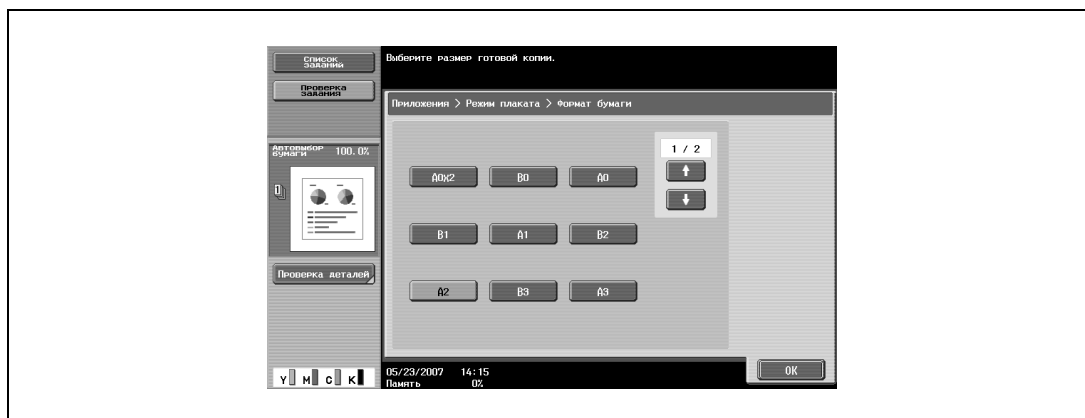 Список
заданий
Выберите размер готовой копии.
Проверка
задания
Приложения > Режим плаката > Формат бумаги
Автовыбор
бумаги 100.0%
1 / 2
A0x2 B0 A0
1
B1 A1 B2
Проверка деталей
A2 B3 A3
Y M C K
05/23/2007 14:15
Память 0%
OK